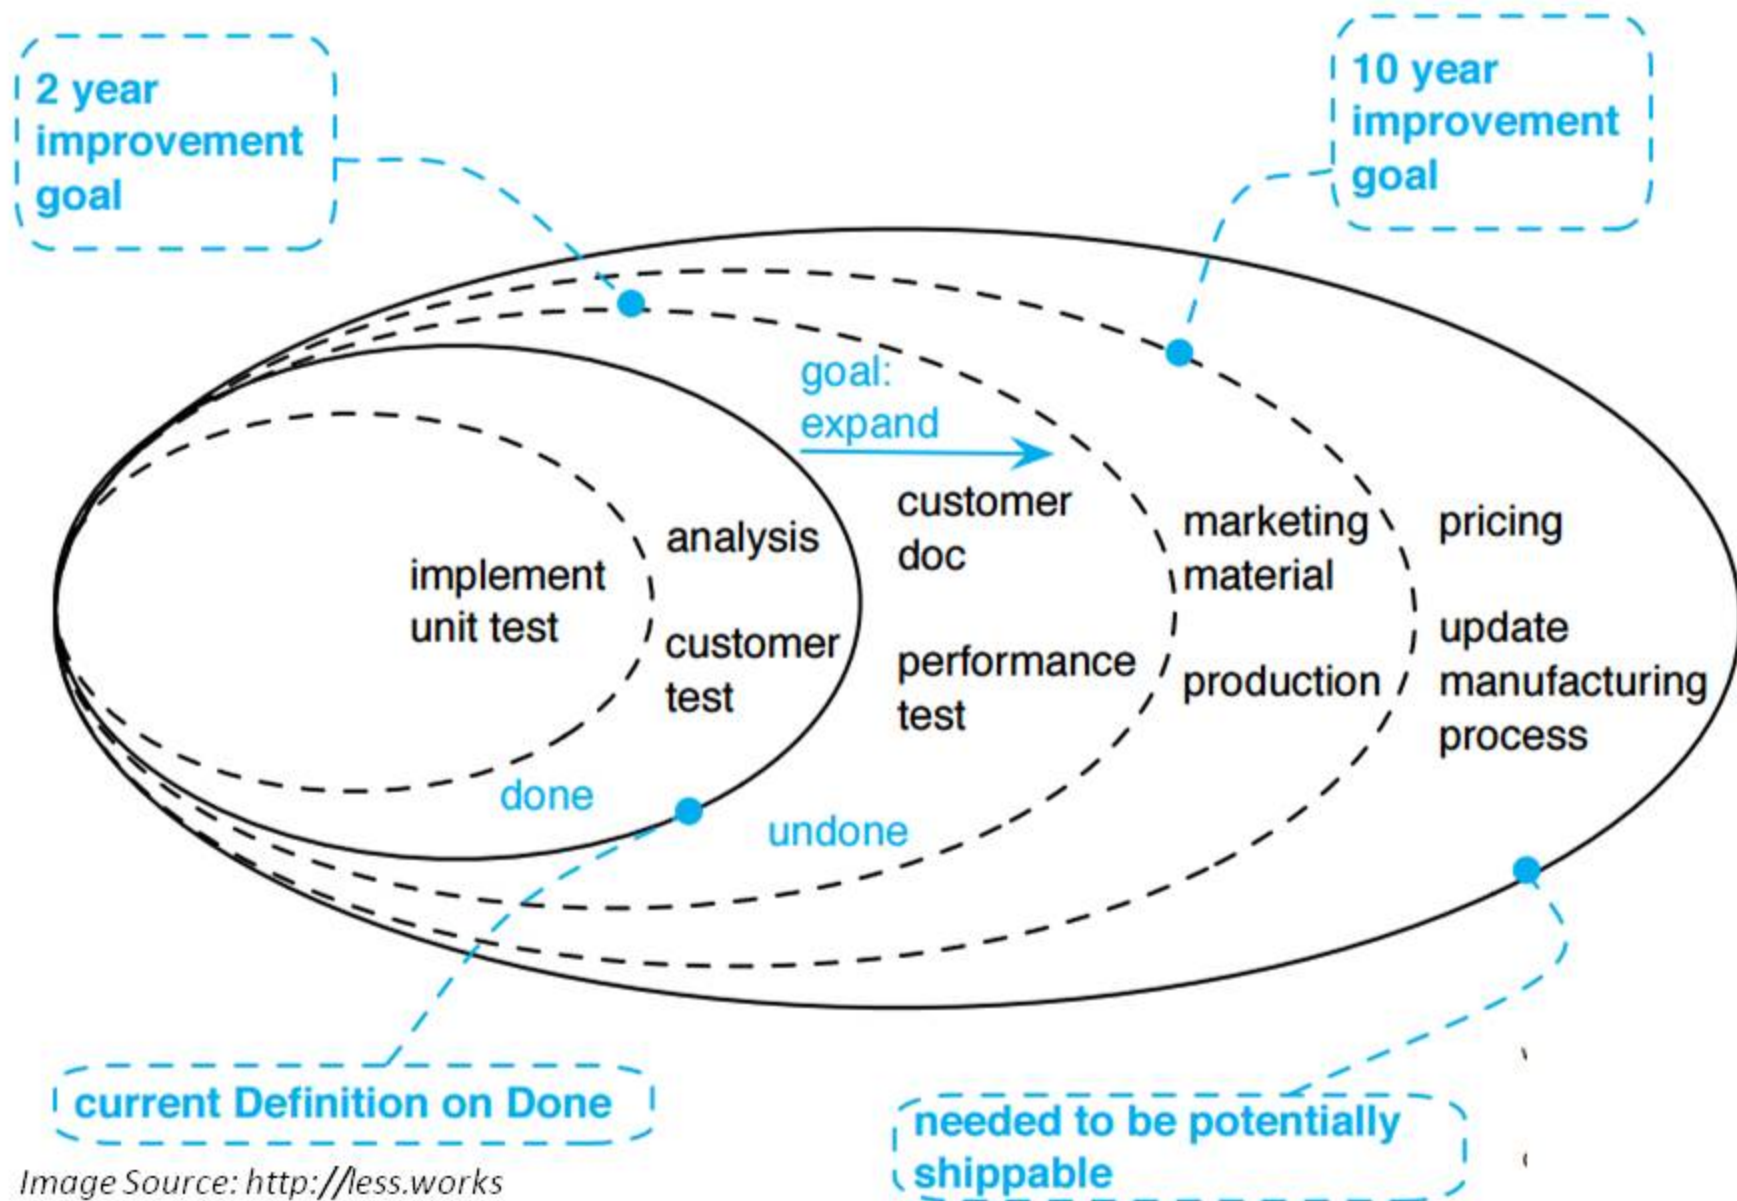 2 year
improvement
goal
10 year
improvement
goal
goal:
expand
implement
unit test
analysis
customer
test
customer
doc
performance
test
marketing
material
production
pricing
update
manufacturing
process
done
undone
current Definition on Done
needed to be potentially
shippable
Image Source: http://less.works